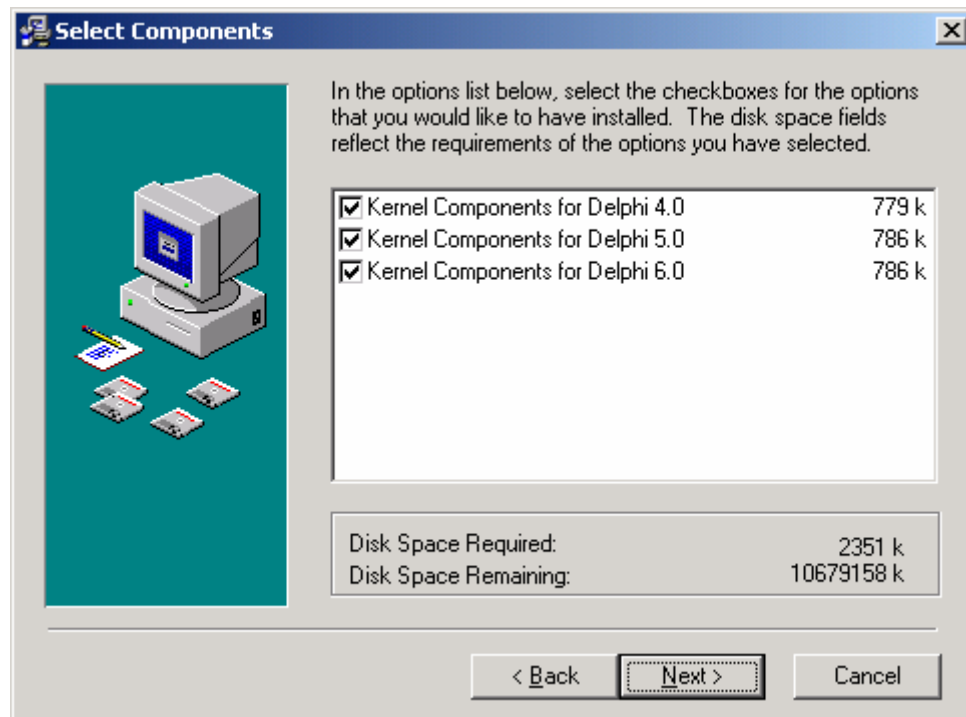 Select Components
In the options list below, select the checkboxes for the options
that you would like to have installed. The disk space fields
reflect the requirements of the options you have selected.
Kernel Components for Delphi 4.0 779 k
Kernel Components for Delphi 5.0 786 k
Kernel Components for Delphi 6.0 786 k
Disk Space Required: 2351 k
Disk Space Remaining: 10679158 k
< Back Next > Cancel